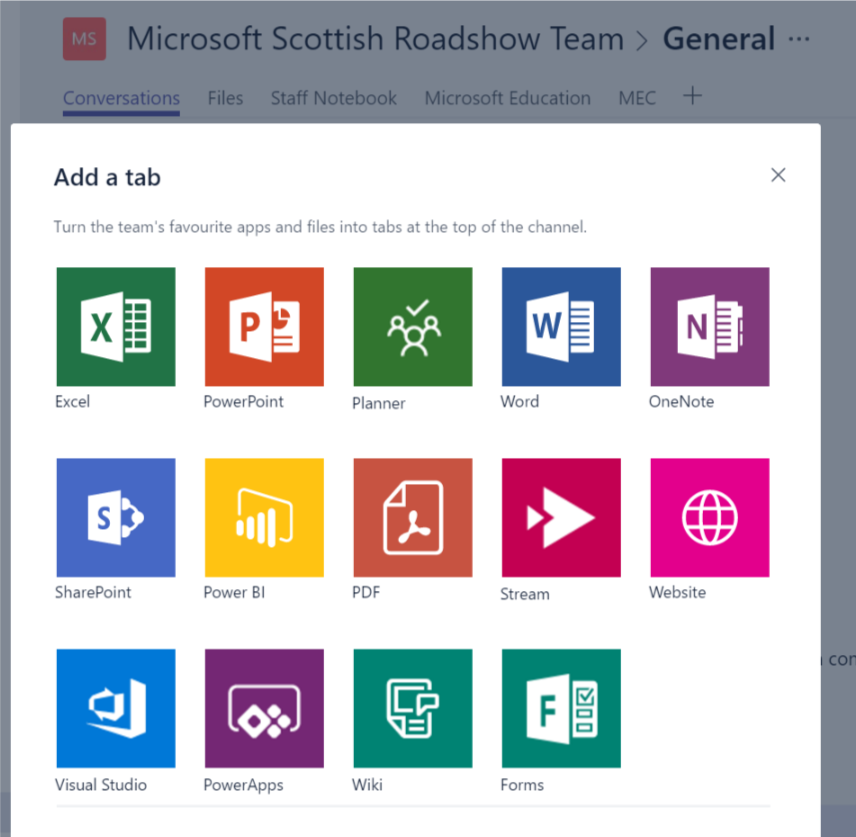 MS Microsoft Scottish Roadshow Team > General ...
Conversations Files Staff Notebook Microsoft Education MEC +
Add a tab
Turn the team's favourite apps and files into tabs at the top of the channel.
X P W N
Excel PowerPoint Planner Word OneNote
S
SharePoint Power BI PDF Stream Website
F
Visual Studio PowerApps Wiki Forms